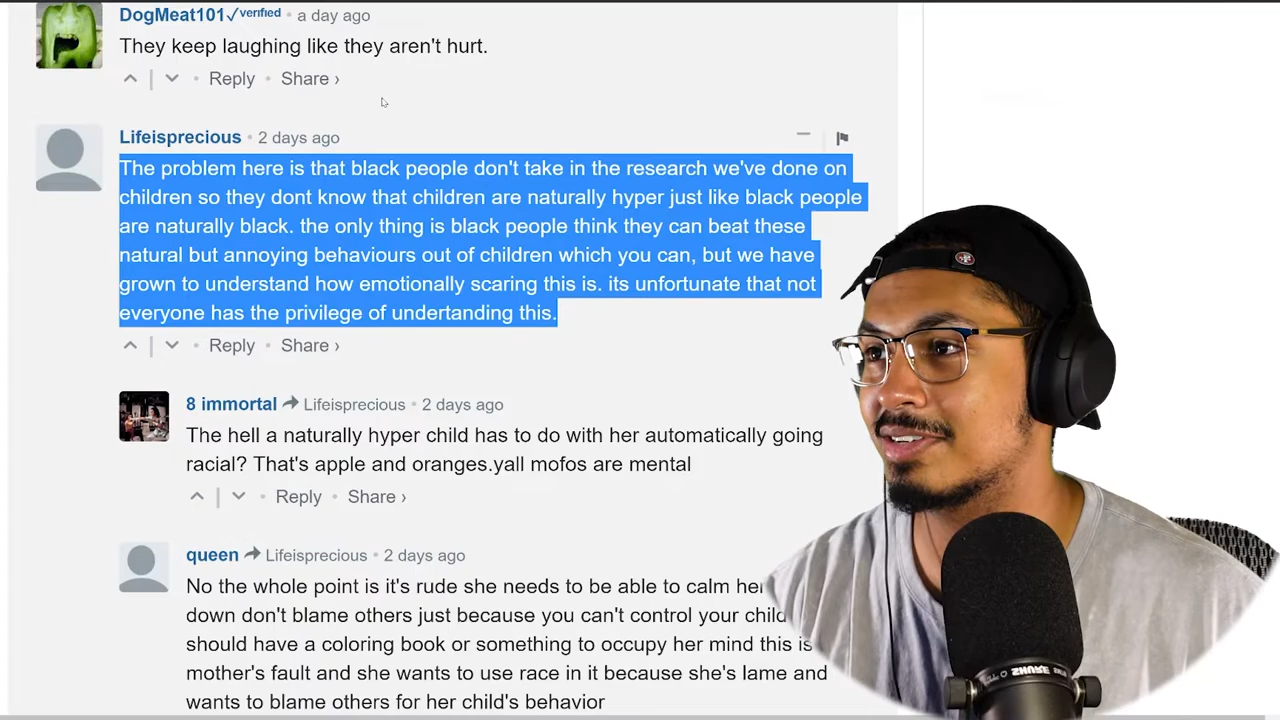 DogMeat101✓verified • a day ago
They keep laughing like they aren't hurt.
Reply • Share ›
Lifeisprecious • 2 days ago
The problem here is that black people don't take in the research we've done on
children so they dont know that children are naturally hyper just like black people
are naturally black. the only thing is black people think they can beat these
natural but annoying behaviours out of children which you can, but we have
grown to understand how emotionally scaring this is. its unfortunate that not
everyone has the privilege of undertanding this.
Reply • Share ›
8 immortal Lifeisprecious • 2 days ago
The hell a naturally hyper child has to do with her automatically going
racial? That's apple and oranges.yall mofos are mental
Reply • Share ›
queen Lifeisprecious • 2 days ago
No the whole point is it's rude she needs to be able to calm her
down don't blame others just because you can't control your child
should have a coloring book or something to occupy her mind this is
mother's fault and she wants to use race in it because she's lame and
wants to blame others for her child's behavior
SHURE